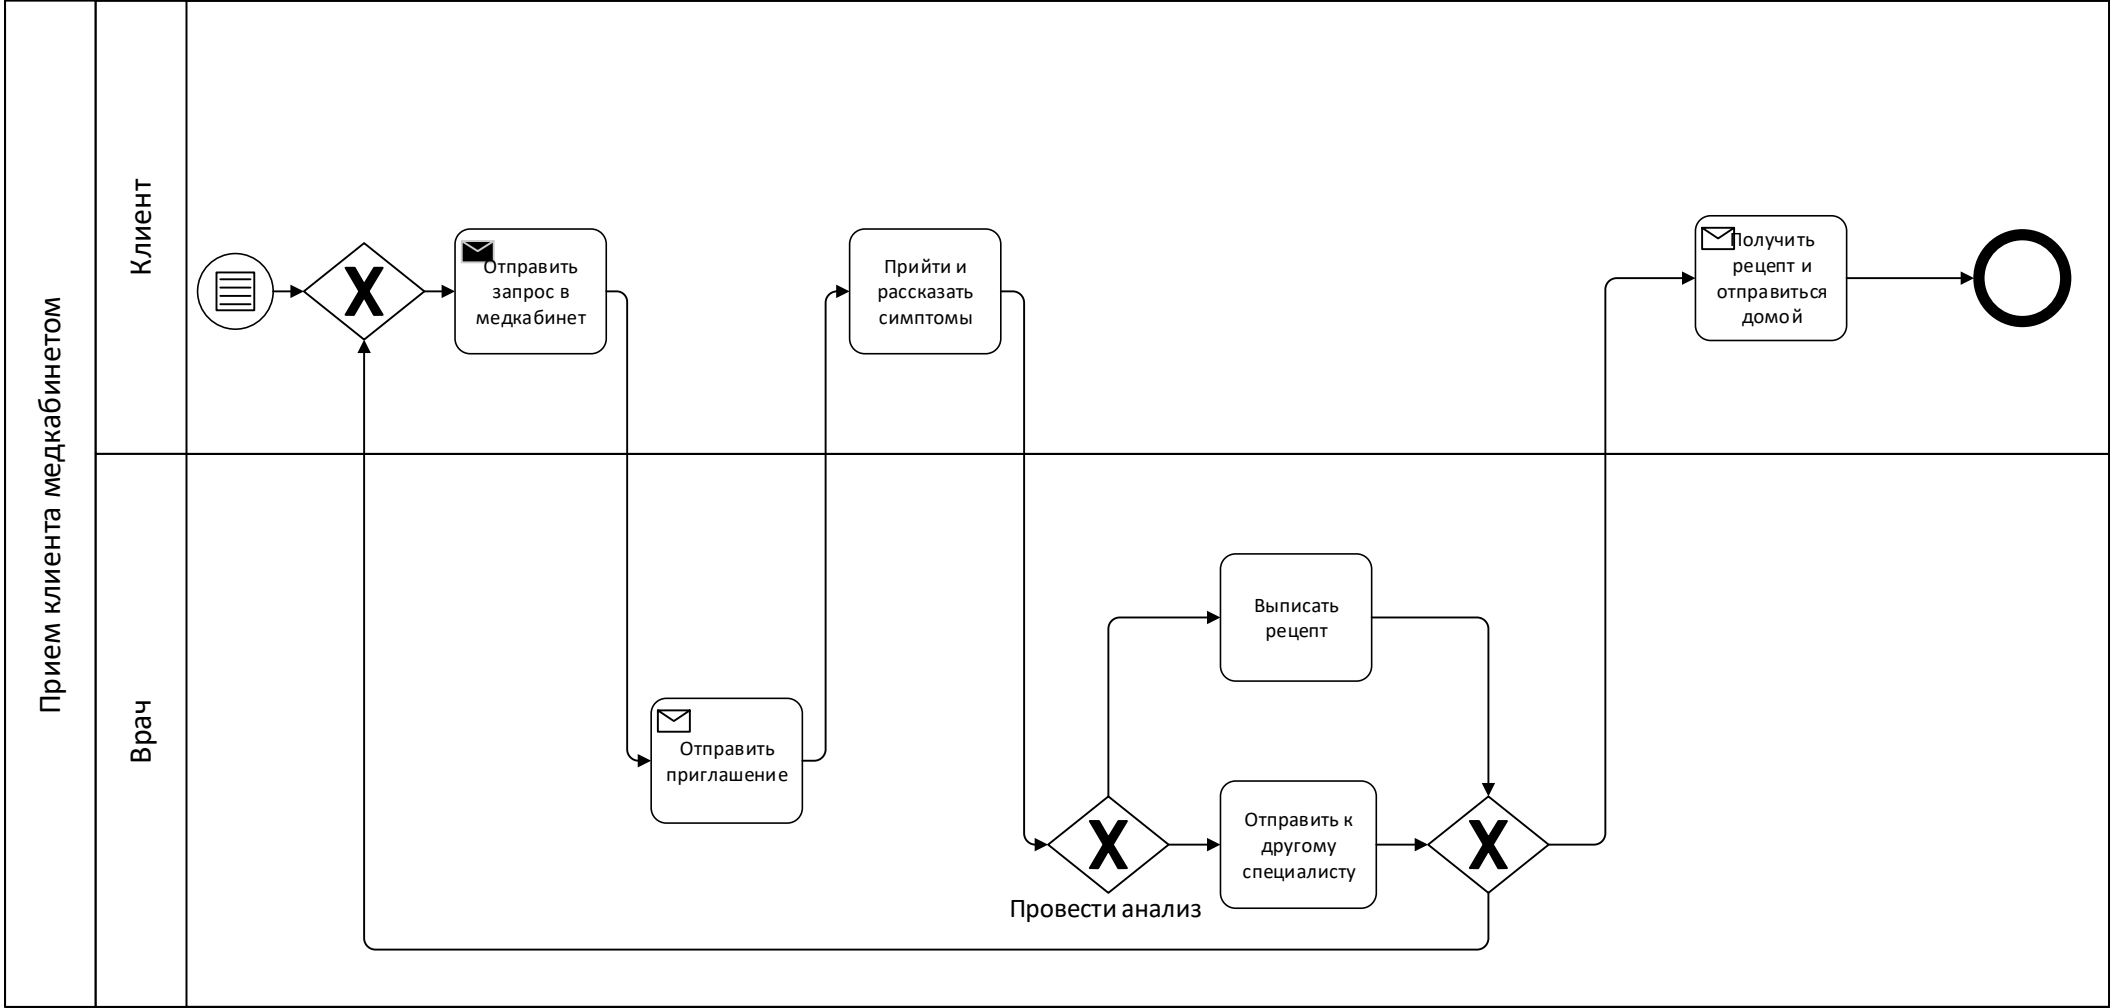 Прием клиента медкабинетом
Клиент
Отправить
запрос в
медкабинет
Прийти и
рассказать
симптомы
Получить
рецепт и
отправиться
домой
Врач
Отправить
приглашение
Выписать
рецепт
Отправить к
другому
специалисту
Провести анализ